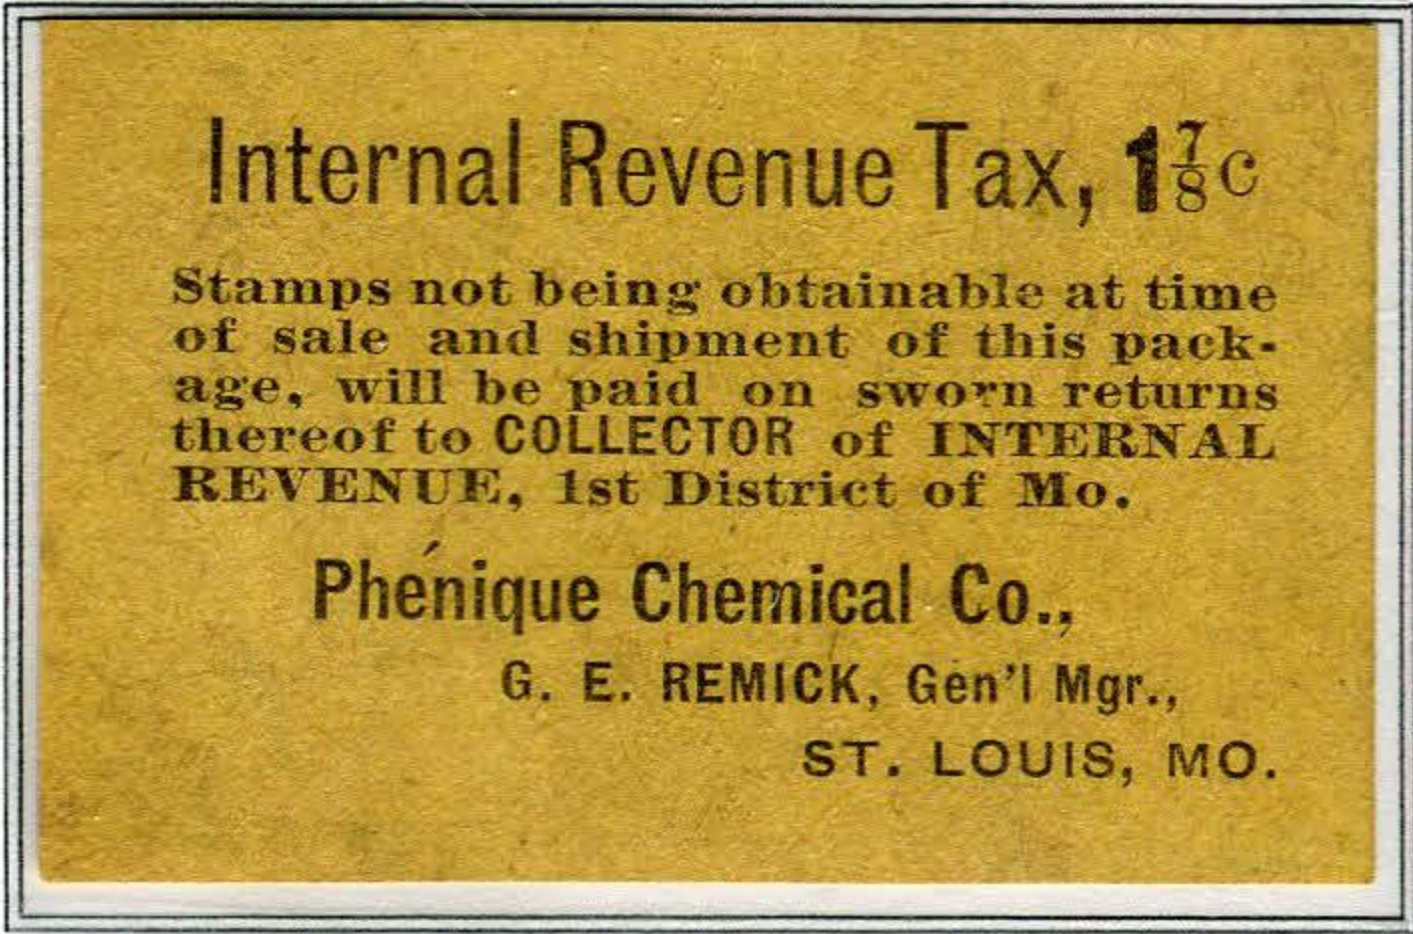 Internal Revenue Tax, 1⅞c
Stamps not being obtainable at time
of sale and shipment of this pack-
age, will be paid on sworn returns
thereof to COLLECTOR of INTERNAL
REVENUE, 1st District of Mo.
Phénique Chemical Co.,
G. E. REMICK, Gen'l Mgr.,
ST. LOUIS, MO.